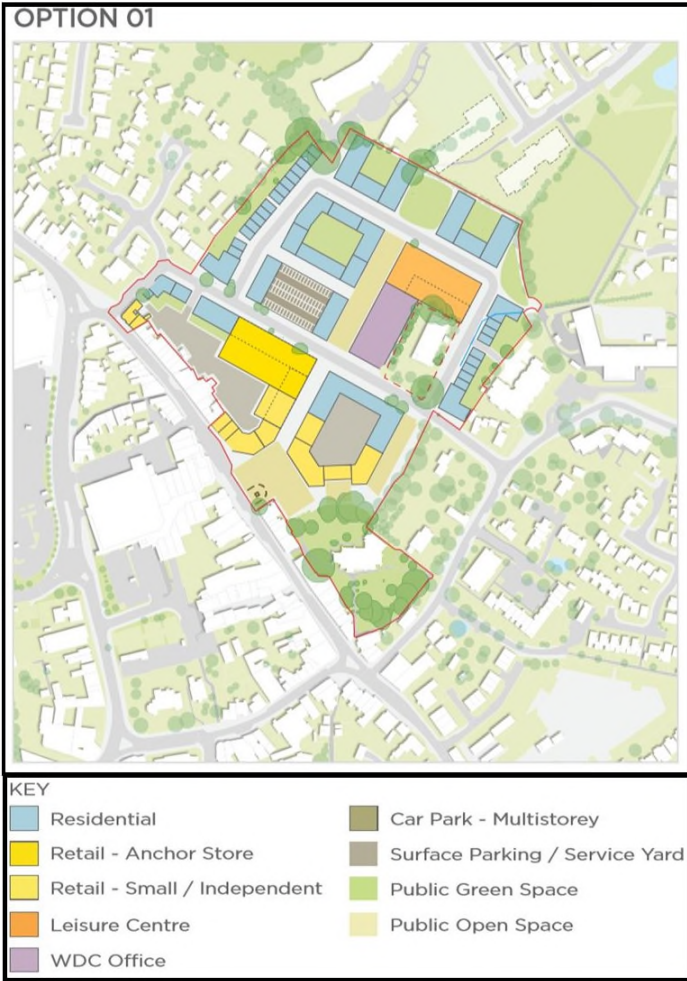 OPTION 01
KEY
Residential
Retail - Anchor Store
Retail - Small / Independent
Leisure Centre
WDC Office
Car Park - Multistorey
Surface Parking / Service Yard
Public Green Space
Public Open Space